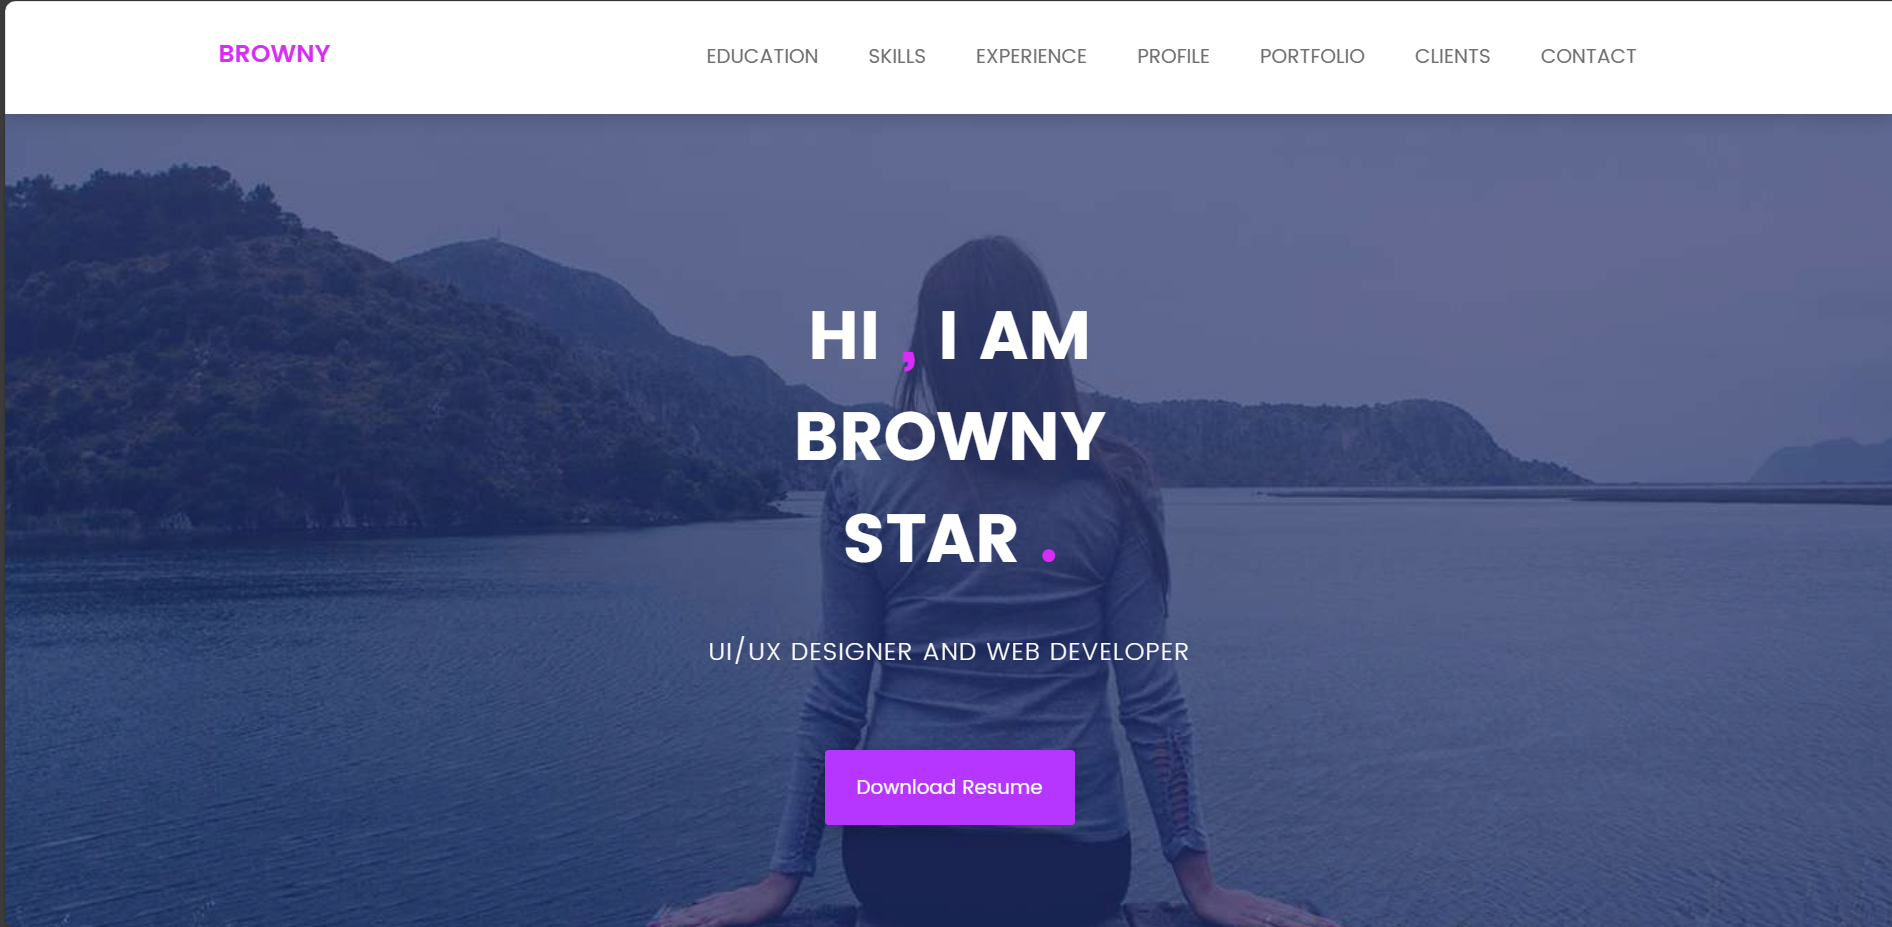 BROWNY
EDUCATION SKILLS EXPERIENCE PROFILE PORTFOLIO CLIENTS CONTACT
HI , I AM
BROWNY
STAR .
UI/UX DESIGNER AND WEB DEVELOPER
Download Resume